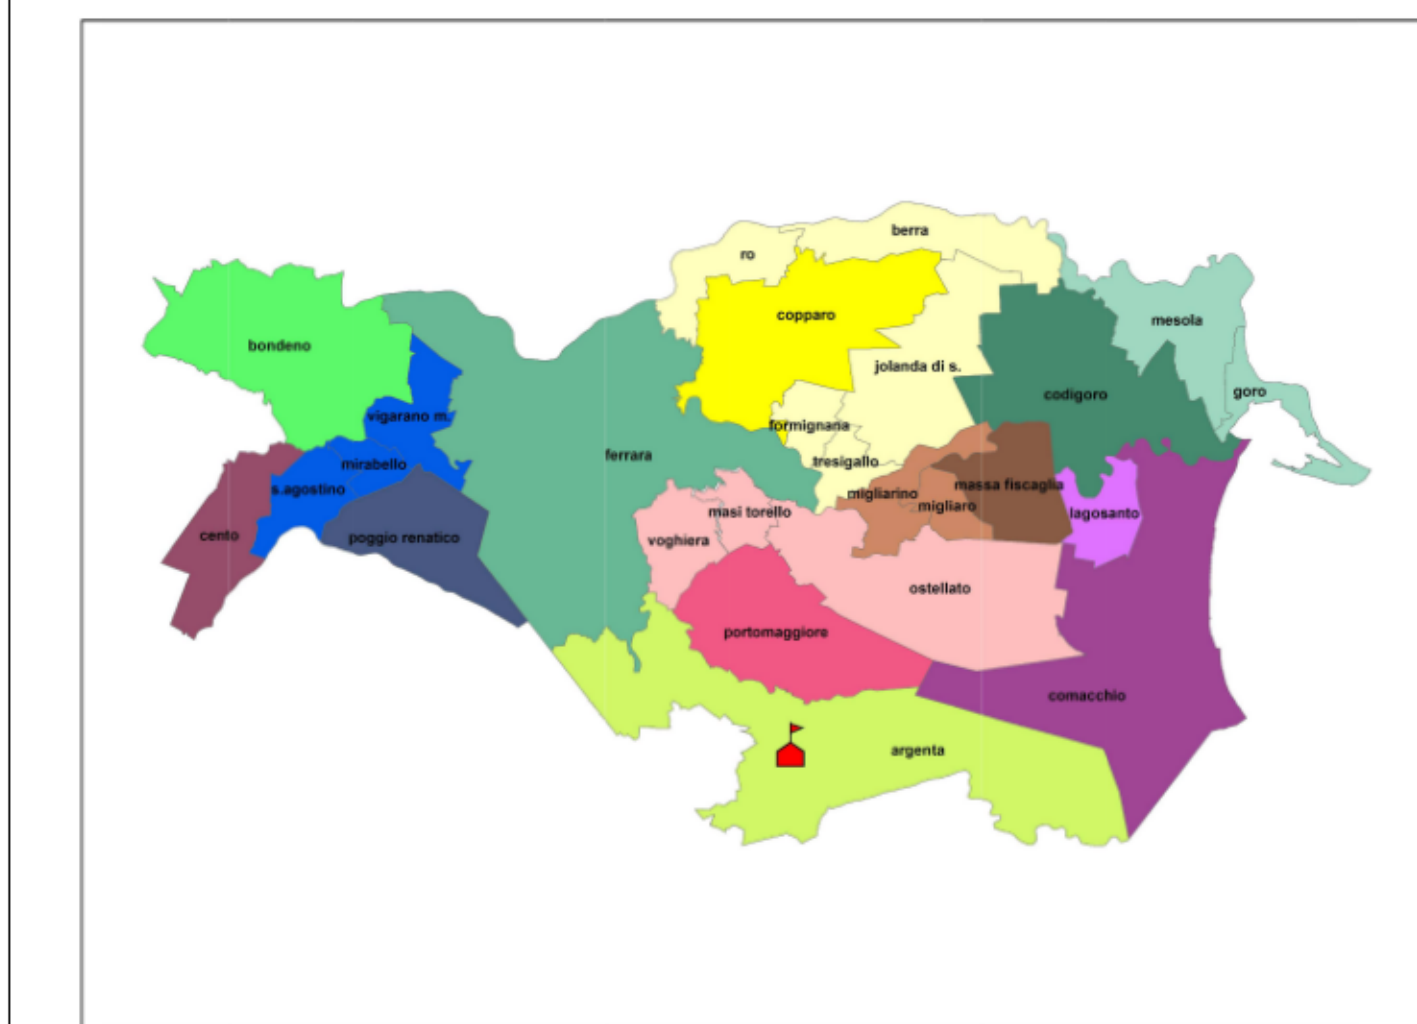 berra
ro
copparo
mesola
bondeno
jolanda di s.
goro
codigoro
vigarano m.
formignana
ferrara
tresigallo
mirabello
s.agostino
massa fiscaglia
migliarino
migliaro
lagosanto
masi torello
cento
poggio renatico
voghiera
ostellato
portomaggiore
comacchio
argenta